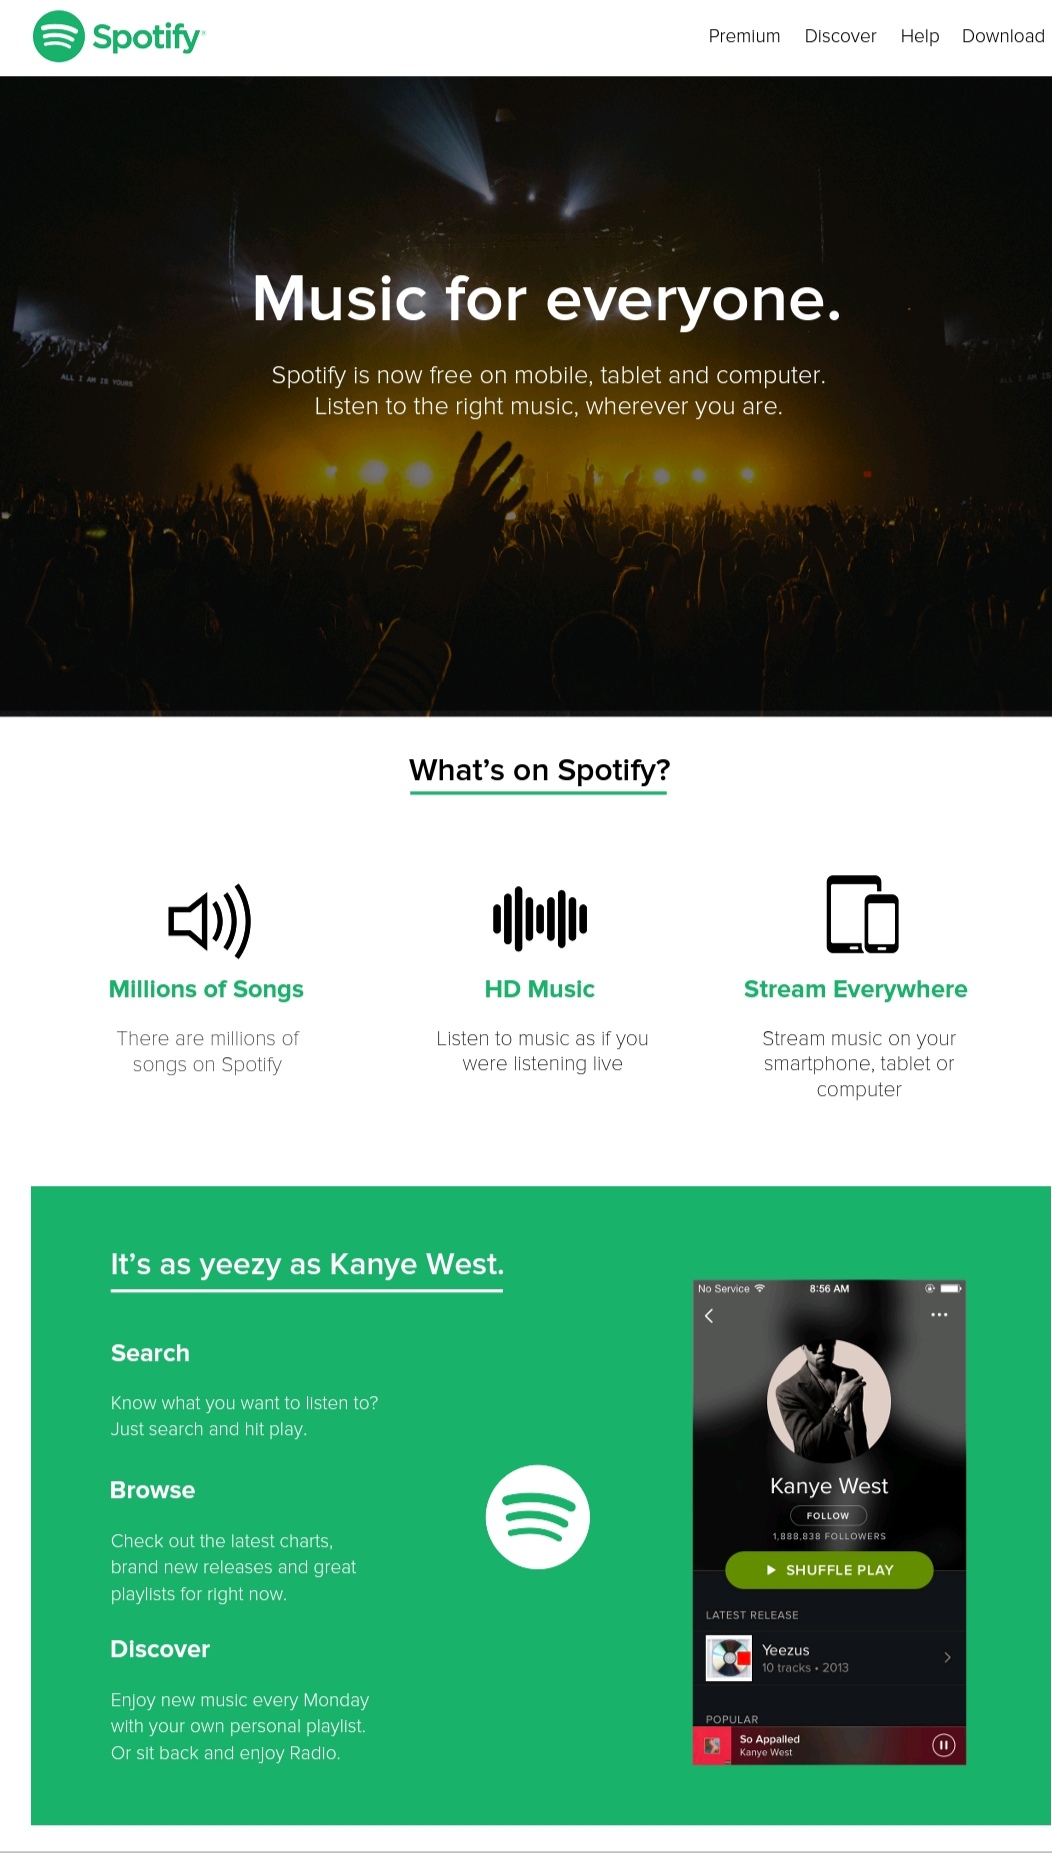 Spotify
Premium Discover Help Download
Music for everyone.
Spotify is now free on mobile, tablet and computer.
Listen to the right music, wherever you are.
ALL I AM IS YOURS
ALL I AM IS
What's on Spotify?
Millions of Songs
There are millions of
songs on Spotify
HD Music
Listen to music as if you
were listening live
Stream Everywhere
Stream music on your
smartphone, tablet or
computer
It's as yeezy as Kanye West.
Search
Know what you want to listen to?
Just search and hit play.
Browse
Check out the latest charts,
brand new releases and great
playlists for right now.
Discover
Enjoy new music every Monday
with your own personal playlist.
Or sit back and enjoy Radio.
No Service 8:56 AM
Kanye West
FOLLOW
1,888,838 FOLLOWERS
SHUFFLE PLAY
LATEST RELEASE
Yeezus
10 tracks • 2013
POPULAR
So Appalled
Kanye West